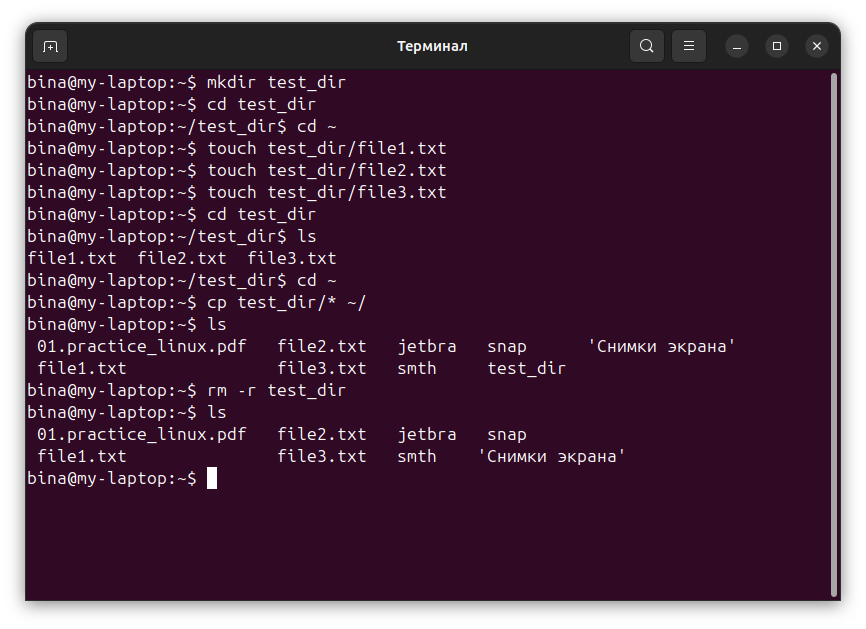 Терминал
bina@my-laptop:~$ mkdir test_dir
bina@my-laptop:~$ cd test_dir
bina@my-laptop:~/test_dir$ cd ~
bina@my-laptop:~$ touch test_dir/file1.txt
bina@my-laptop:~$ touch test_dir/file2.txt
bina@my-laptop:~$ touch test_dir/file3.txt
bina@my-laptop:~$ cd test_dir
bina@my-laptop:~/test_dir$ ls
file1.txt  file2.txt  file3.txt
bina@my-laptop:~/test_dir$ cd ~
bina@my-laptop:~$ cp test_dir/* ~/
bina@my-laptop:~$ ls
 01.practice_linux.pdf   file2.txt   jetbra   snap      'Снимки экрана'
 file1.txt               file3.txt   smth     test_dir
bina@my-laptop:~$ rm -r test_dir
bina@my-laptop:~$ ls
 01.practice_linux.pdf   file2.txt   jetbra   snap
 file1.txt               file3.txt   smth    'Снимки экрана'
bina@my-laptop:~$